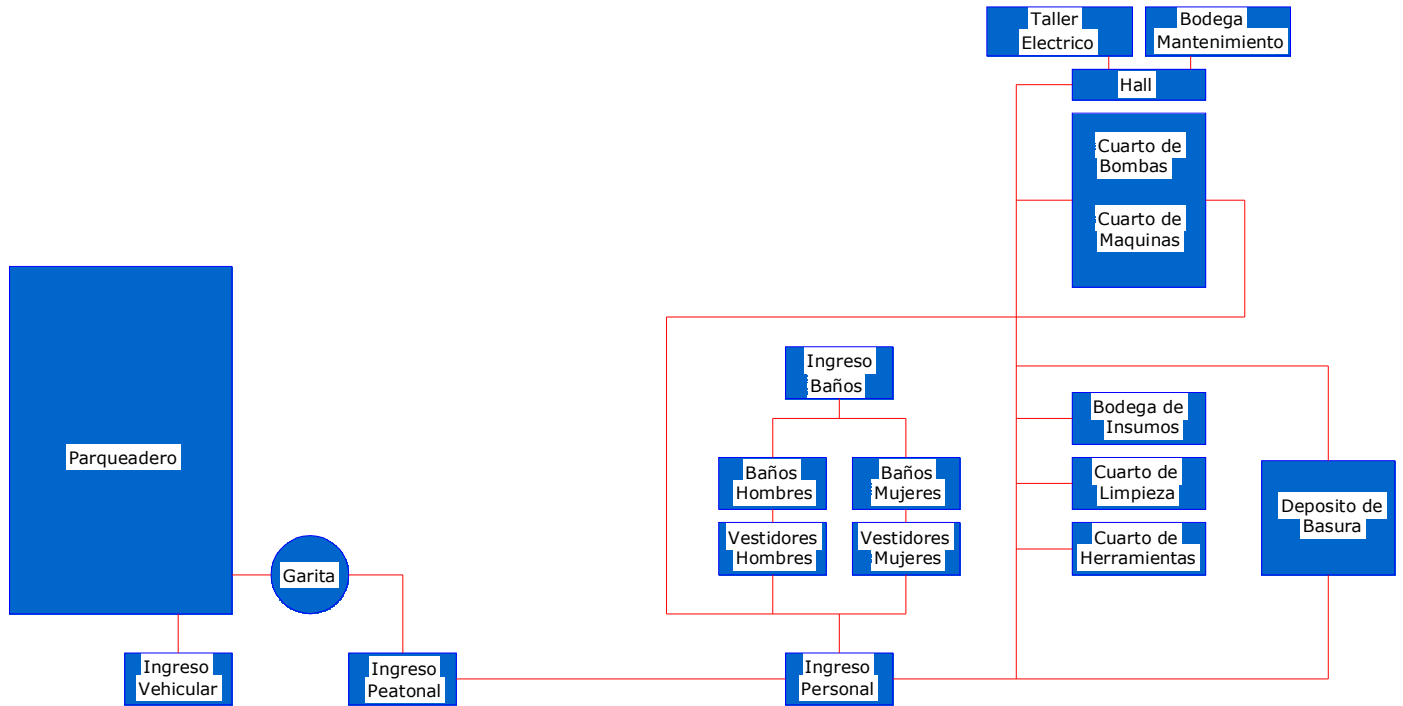 Taller
Electrico
Bodega
Mantenimiento
Hall
Cuarto de
Bombas
Cuarto de
Maquinas
Ingreso
Baños
Bodega de
Insumos
Parqueadero
Baños
Hombres
Baños
Mujeres
Cuarto de
Limpieza
Deposito de
Basura
Vestidores
Hombres
Vestidores
Mujeres
Cuarto de
Herramientas
Garita
Ingreso
Vehicular
Ingreso
Peatonal
Ingreso
Personal